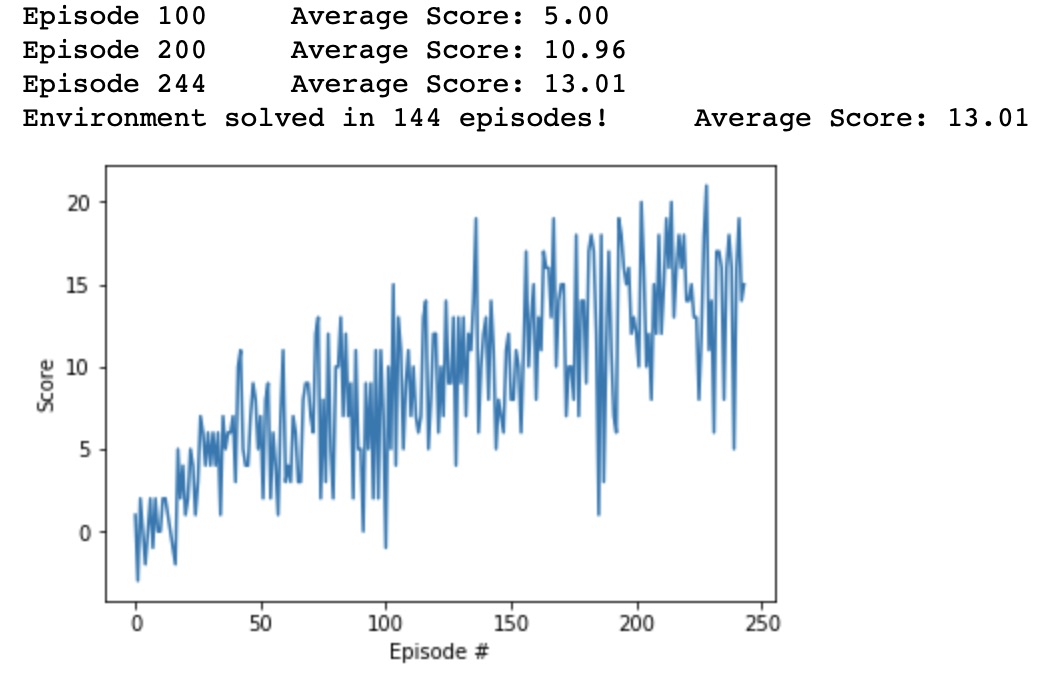 Episode 100 Average Score: 5.00
Episode 200 Average Score: 10.96
Episode 244 Average Score: 13.01
Environment solved in 144 episodes! Average Score: 13.01
20
15
10
5
0
Score
0 50 100 150 200 250
Episode #